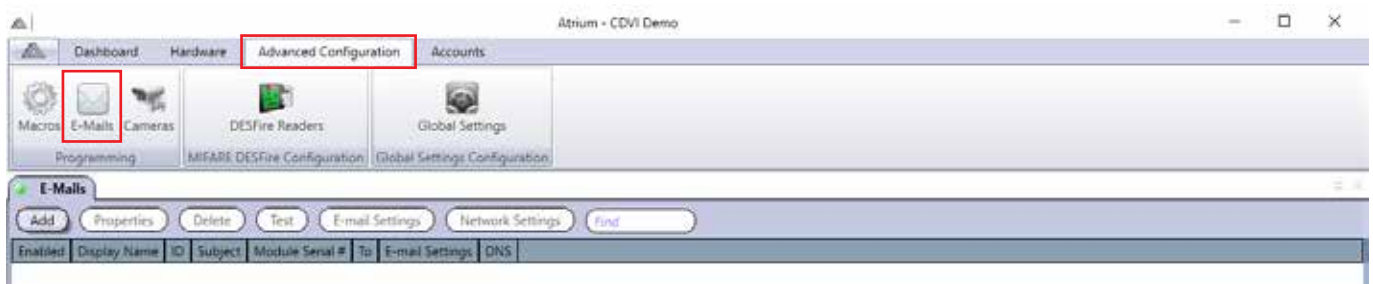 Atrium - CDVI Demo
Dashboard Hardware Advanced Configuration Accounts
Macros E-Mails Cameras DESFire Readers Global Settings
Programming MIFARE DESFire Configuration Global Settings Configuration
E-Mails
Add Properties Delete Test E-mail Settings Network Settings Find
Enabled Display Name ID Subject Module Serial # To E-mail Settings DNS